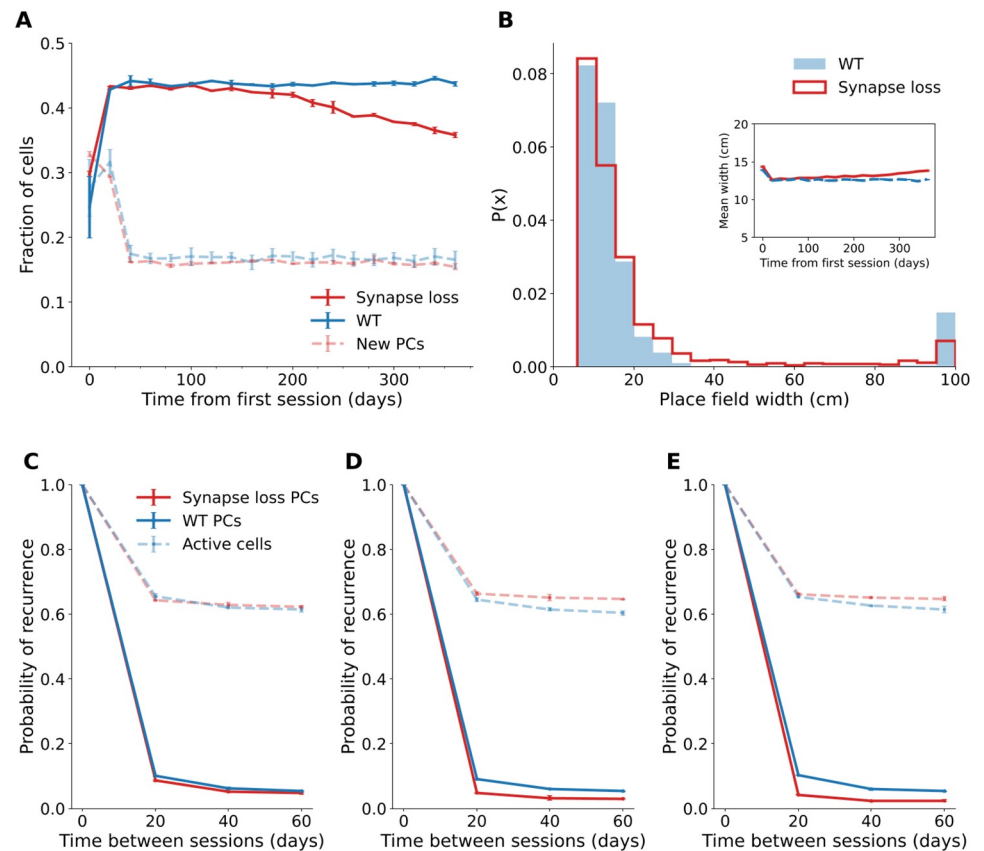 A
0.5
0.4
0.3
0.2
0.1
0.0
Fraction of cells
0
100
200
300
Time from first session (days)
Synapse loss
WT
New PCs
B
0.08
0.06
0.04
0.02
0.00
P(x)
0
20
40
60
80
100
Place field width (cm)
WT
Synapse loss
20
15
10
5
Mean width (cm)
0
100
200
300
Time from first session (days)
C
1.0
0.8
0.6
0.4
0.2
0.0
Probability of recurrence
0
20
40
60
Time between sessions (days)
Synapse loss PCs
WT PCs
Active cells
D
1.0
0.8
0.6
0.4
0.2
0.0
Probability of recurrence
0
20
40
60
Time between sessions (days)
E
1.0
0.8
0.6
0.4
0.2
0.0
Probability of recurrence
0
20
40
60
Time between sessions (days)